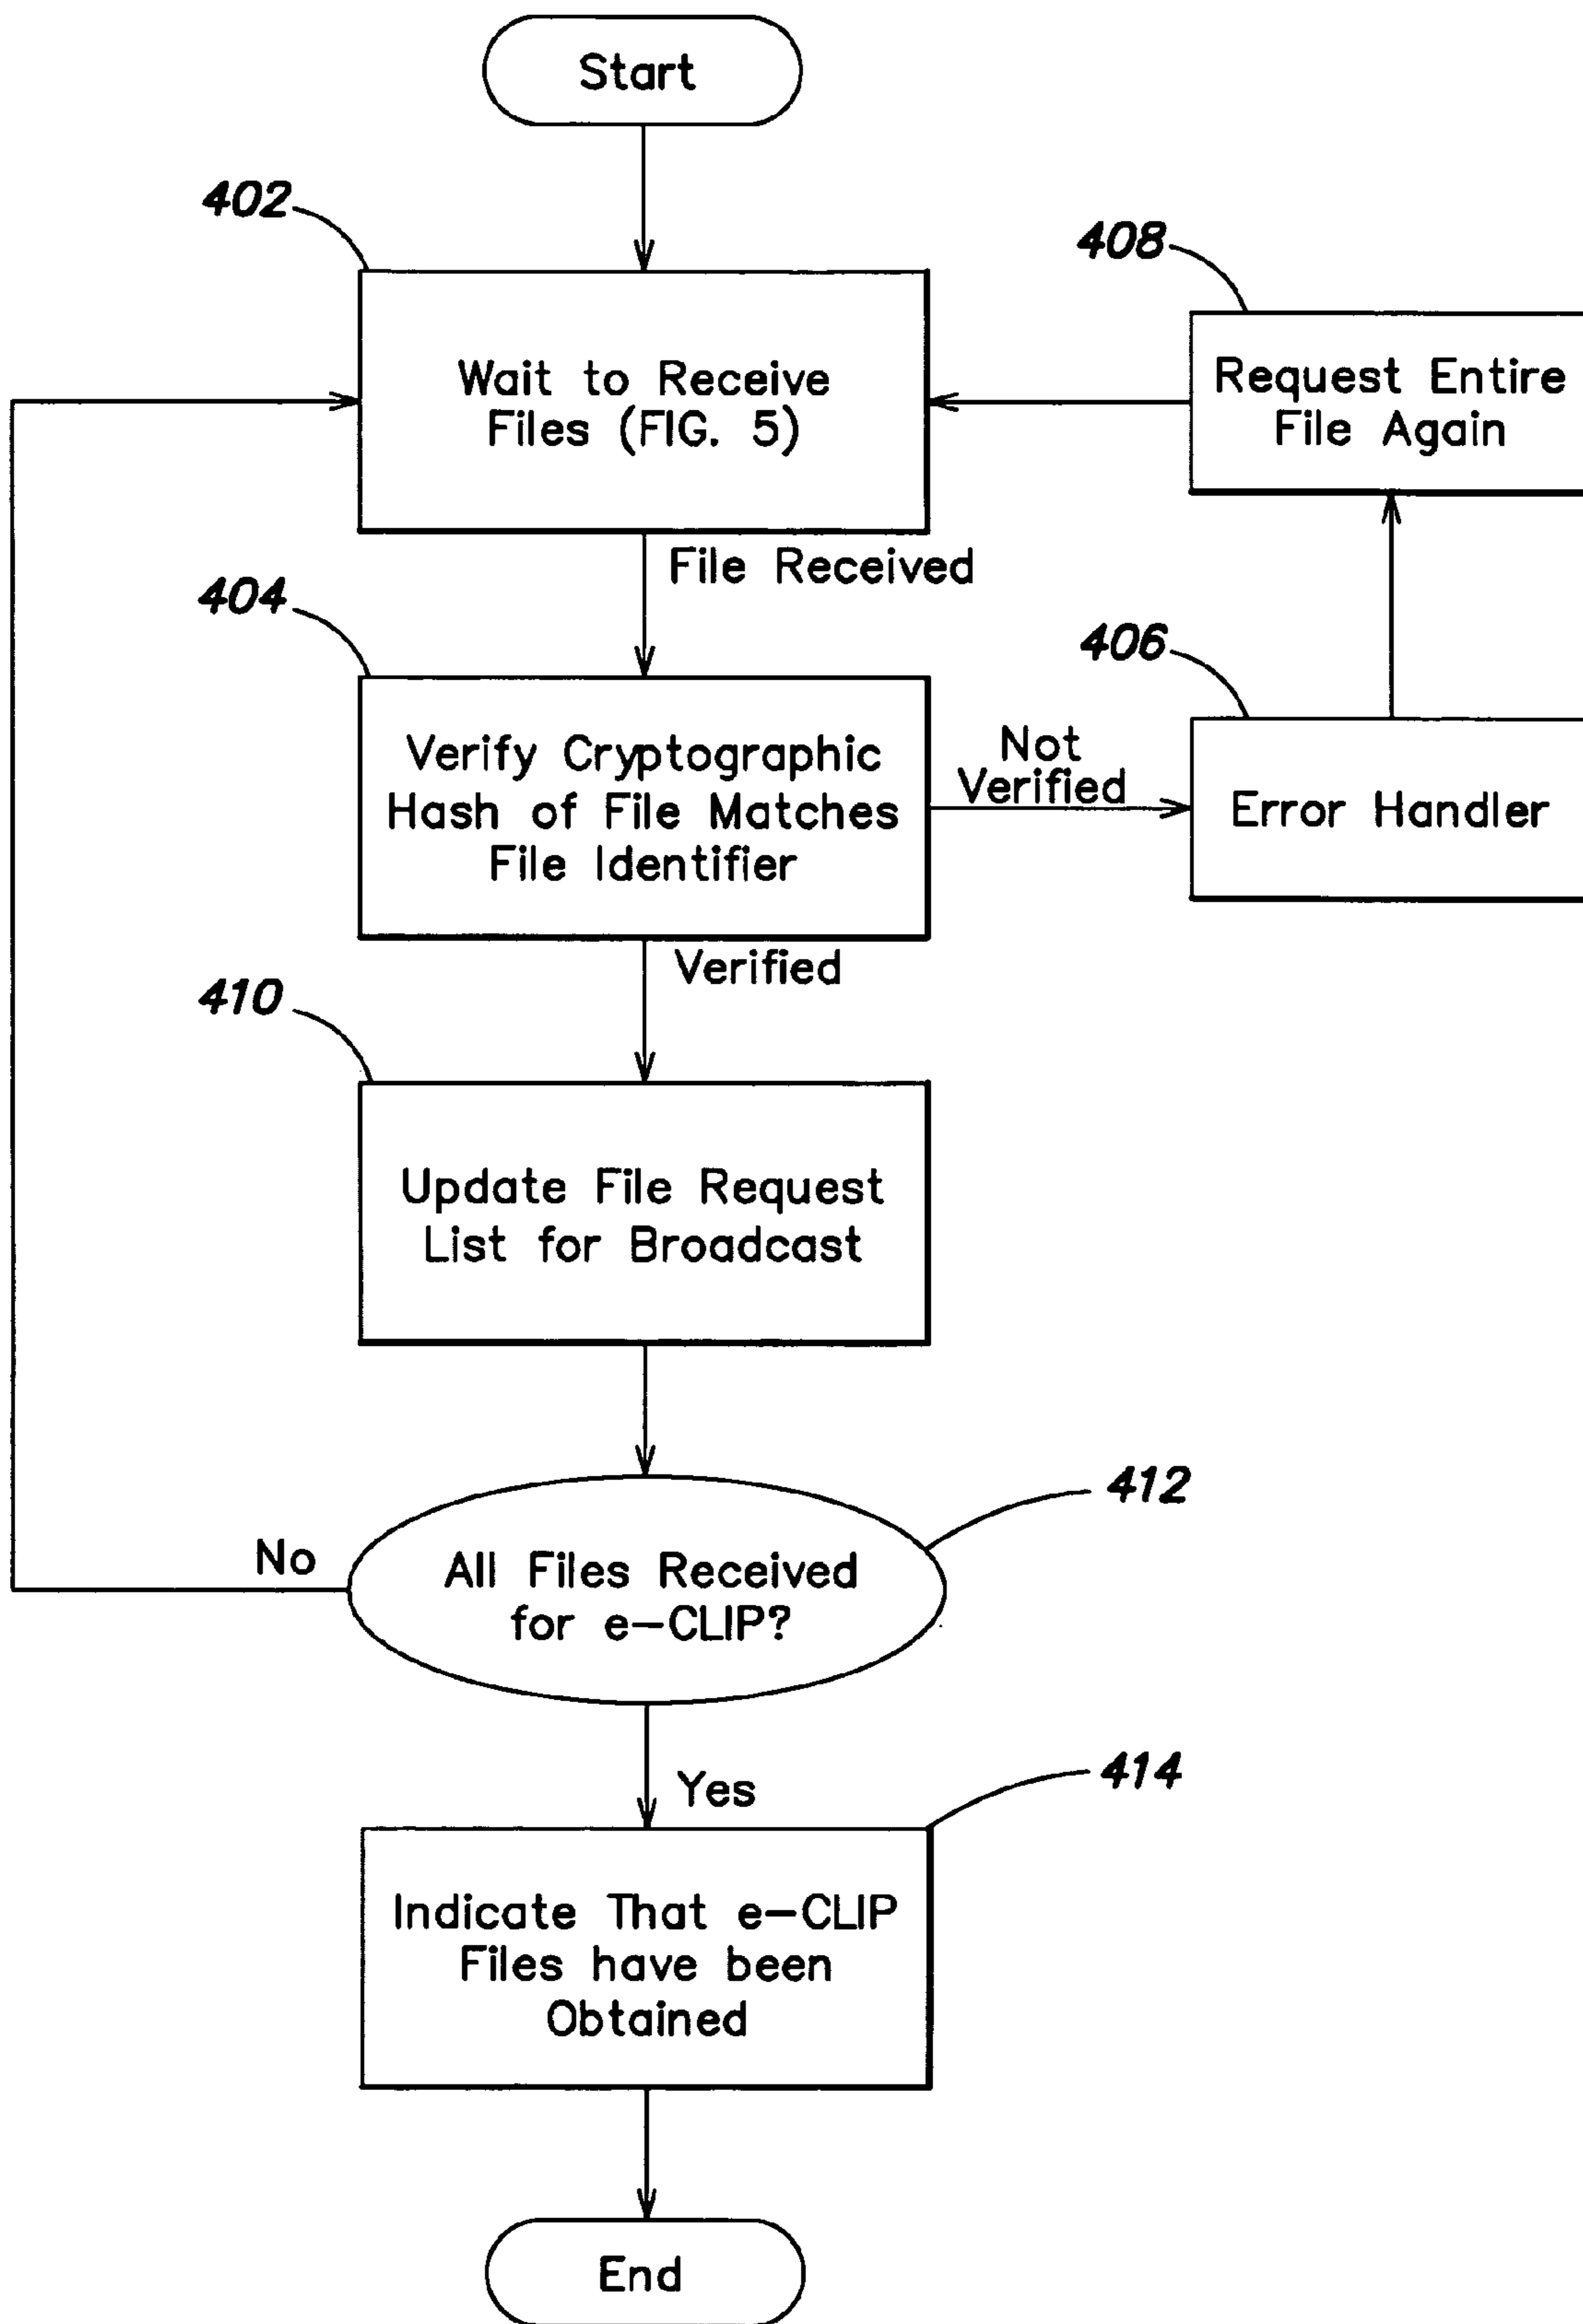 Start
402
408
Wait to Receive
Files (FIG. 5)
Request Entire
File Again
File Received
404
406
Verify Cryptographic
Hash of File Matches
File Identifier
Not
Verified
Error Handler
Verified
410
Update File Request
List for Broadcast
412
No
All Files Received
for e-CLIP?
414
Yes
Indicate That e-CLIP
Files have been
Obtained
End